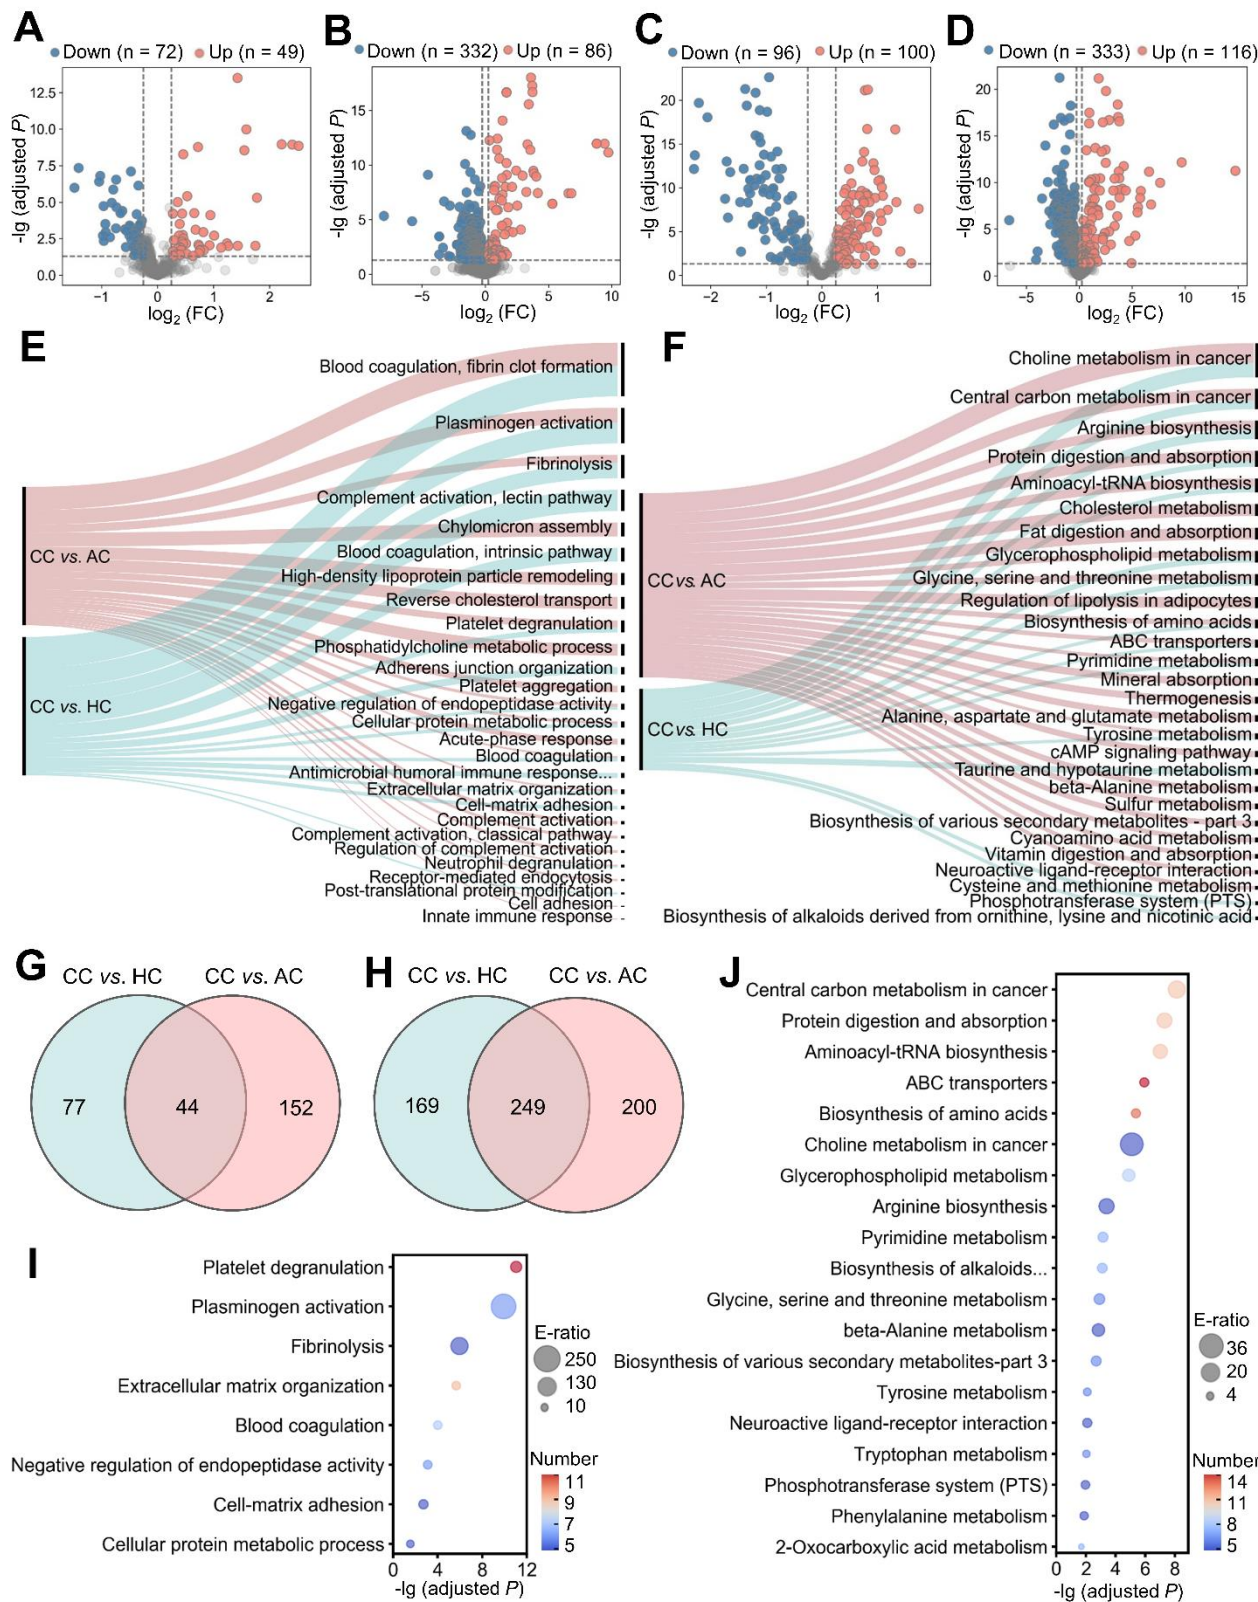 A
Down (n = 72) Up (n = 49)
-lg (adjusted P)
12.5
10.0
7.5
5.0
2.5
0.0
−1 0 1 2
log2 (FC)
B
Down (n = 332) Up (n = 86)
-lg (adjusted P)
15
10
5
0
−5 0 5 10
log2 (FC)
C
Down (n = 96) Up (n = 100)
-lg (adjusted P)
20
15
10
5
0
−2 −1 0 1
log2 (FC)
D
Down (n = 333) Up (n = 116)
-lg (adjusted P)
20
15
10
5
0
−5 0 5 10 15
log2 (FC)
E
CC vs. AC
CC vs. HC
Blood coagulation, fibrin clot formation
Plasminogen activation
Fibrinolysis
Complement activation, lectin pathway
Chylomicron assembly
Blood coagulation, intrinsic pathway
High-density lipoprotein particle remodeling
Reverse cholesterol transport
Platelet degranulation
Phosphatidylcholine metabolic process
Adherens junction organization
Platelet aggregation
Negative regulation of endopeptidase activity
Cellular protein metabolic process
Acute-phase response
Blood coagulation
Antimicrobial humoral immune response...
Extracellular matrix organization
Cell-matrix adhesion
Complement activation
Complement activation, classical pathway
Regulation of complement activation
Neutrophil degranulation
Receptor-mediated endocytosis
Post-translational protein modification
Cell adhesion
Innate immune response
F
CC vs. AC
CC vs. HC
Choline metabolism in cancer
Central carbon metabolism in cancer
Arginine biosynthesis
Protein digestion and absorption
Aminoacyl-tRNA biosynthesis
Cholesterol metabolism
Fat digestion and absorption
Glycerophospholipid metabolism
Glycine, serine and threonine metabolism
Regulation of lipolysis in adipocytes
Biosynthesis of amino acids
ABC transporters
Pyrimidine metabolism
Mineral absorption
Thermogenesis
Alanine, aspartate and glutamate metabolism
Tyrosine metabolism
cAMP signaling pathway
Taurine and hypotaurine metabolism
beta-Alanine metabolism
Sulfur metabolism
Biosynthesis of various secondary metabolites - part 3
Cyanoamino acid metabolism
Vitamin digestion and absorption
Neuroactive ligand-receptor interaction
Cysteine and methionine metabolism
Phosphotransferase system (PTS)
Biosynthesis of alkaloids derived from ornithine, lysine and nicotinic acid
G
CC vs. HC CC vs. AC
77 44 152
H
CC vs. HC CC vs. AC
169 249 200
I
Platelet degranulation
Plasminogen activation
Fibrinolysis
Extracellular matrix organization
Blood coagulation
Negative regulation of endopeptidase activity
Cell-matrix adhesion
Cellular protein metabolic process
0 4 8 12
-lg (adjusted P)
E-ratio
250
130
10
Number
11
9
7
5
J
Central carbon metabolism in cancer
Protein digestion and absorption
Aminoacyl-tRNA biosynthesis
ABC transporters
Biosynthesis of amino acids
Choline metabolism in cancer
Glycerophospholipid metabolism
Arginine biosynthesis
Pyrimidine metabolism
Biosynthesis of alkaloids...
Glycine, serine and threonine metabolism
beta-Alanine metabolism
Biosynthesis of various secondary metabolites-part 3
Tyrosine metabolism
Neuroactive ligand-receptor interaction
Tryptophan metabolism
Phosphotransferase system (PTS)
Phenylalanine metabolism
2-Oxocarboxylic acid metabolism
0 2 4 6 8
-lg (adjusted P)
E-ratio
36
20
4
Number
14
11
8
5